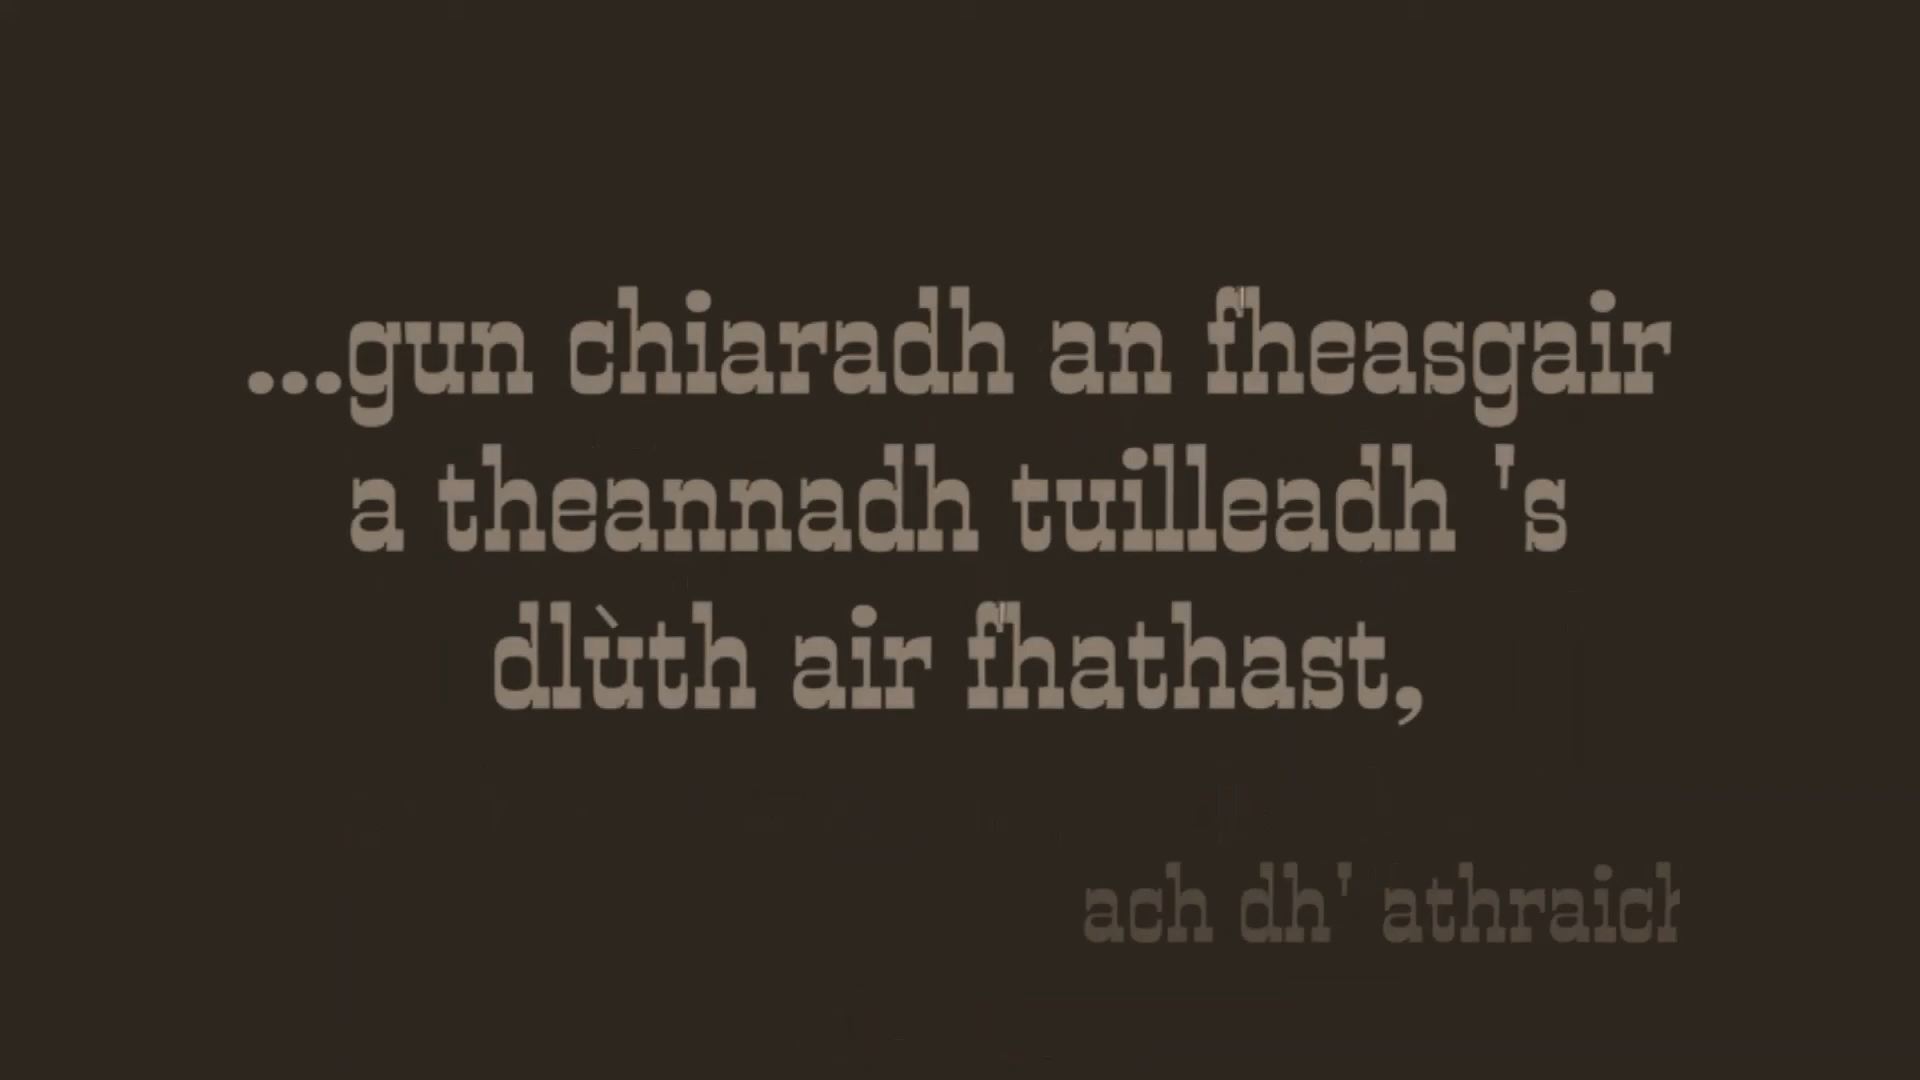 ...gun chiaradh an fheasgair
a theannadh tuilleadh 's
dlùth air fhathast,
ach dh' athraich